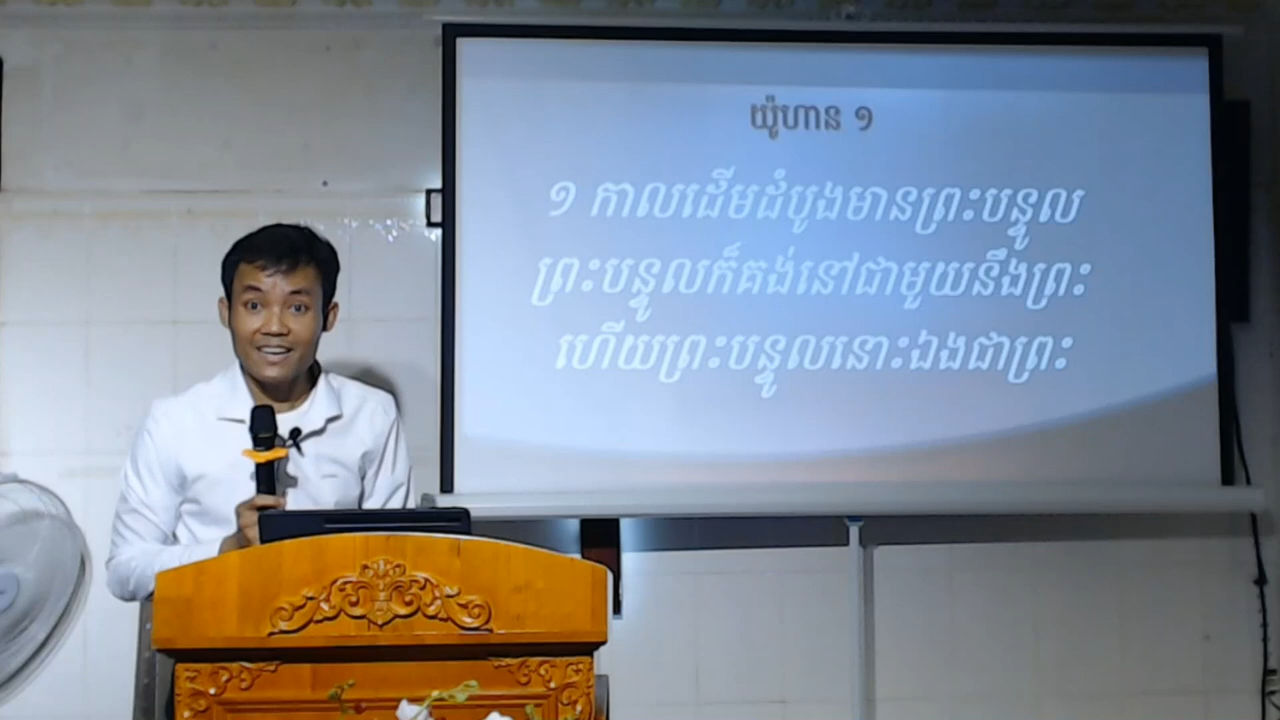 យ៉ូហាន ១
១ កាលដើមដំបូងមានព្រះបន្ទូល
ព្រះបន្ទូលក៏គង់នៅជាមួយនឹងព្រះ
ហើយព្រះបន្ទូលនោះឯងជាព្រះ